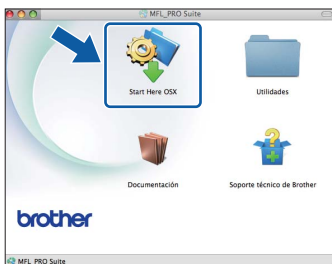 MFL_PRO Suite
Start Here OSX
Utilidades
Documentación
Soporte técnico de Brother
brother
MFL_PRO Suite